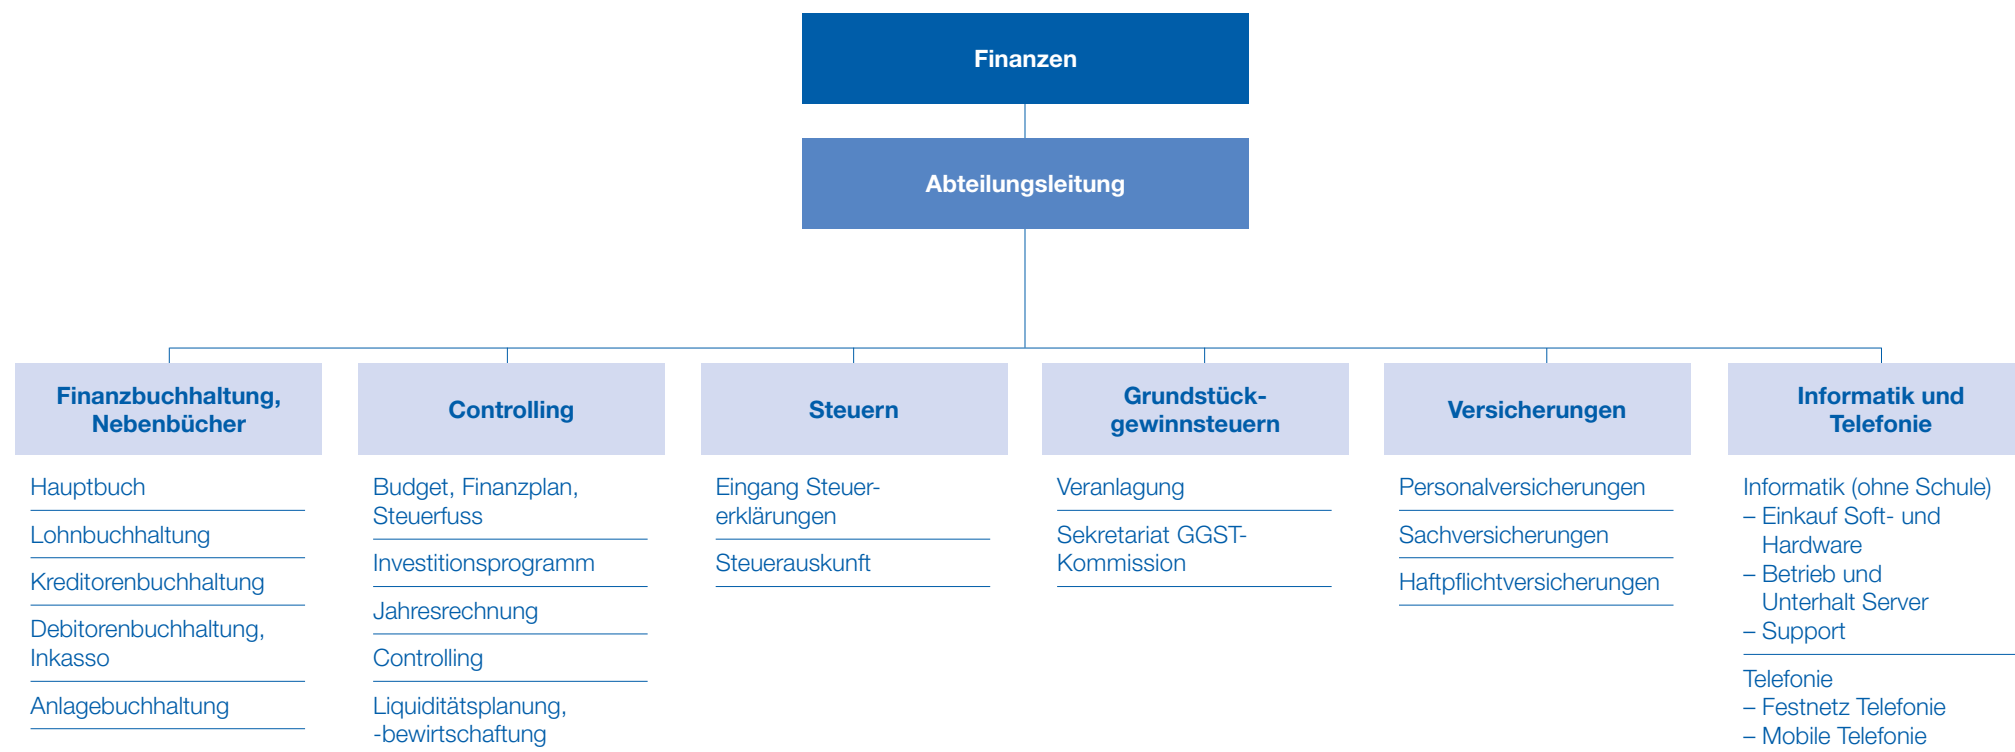 Finanzen
Abteilungsleitung
Finanzbuchhaltung,
Nebenbücher
Hauptbuch
Lohnbuchhaltung
Kreditorenbuchhaltung
Debitorenbuchhaltung,
Inkasso
Anlagebuchhaltung
Controlling
Budget, Finanzplan,
Steuerfuss
Investitionsprogramm
Jahresrechnung
Controlling
Liquiditätsplanung,
-bewirtschaftung
Steuern
Eingang Steuer-
erklärungen
Steuerauskunft
Grundstück-
gewinnsteuern
Veranlagung
Sekretariat GGST-
Kommission
Versicherungen
Personalversicherungen
Sachversicherungen
Haftpflichtversicherungen
Informatik und
Telefonie
Informatik (ohne Schule)
– Einkauf Soft- und
Hardware
– Betrieb und
Unterhalt Server
– Support
Telefonie
– Festnetz Telefonie
– Mobile Telefonie